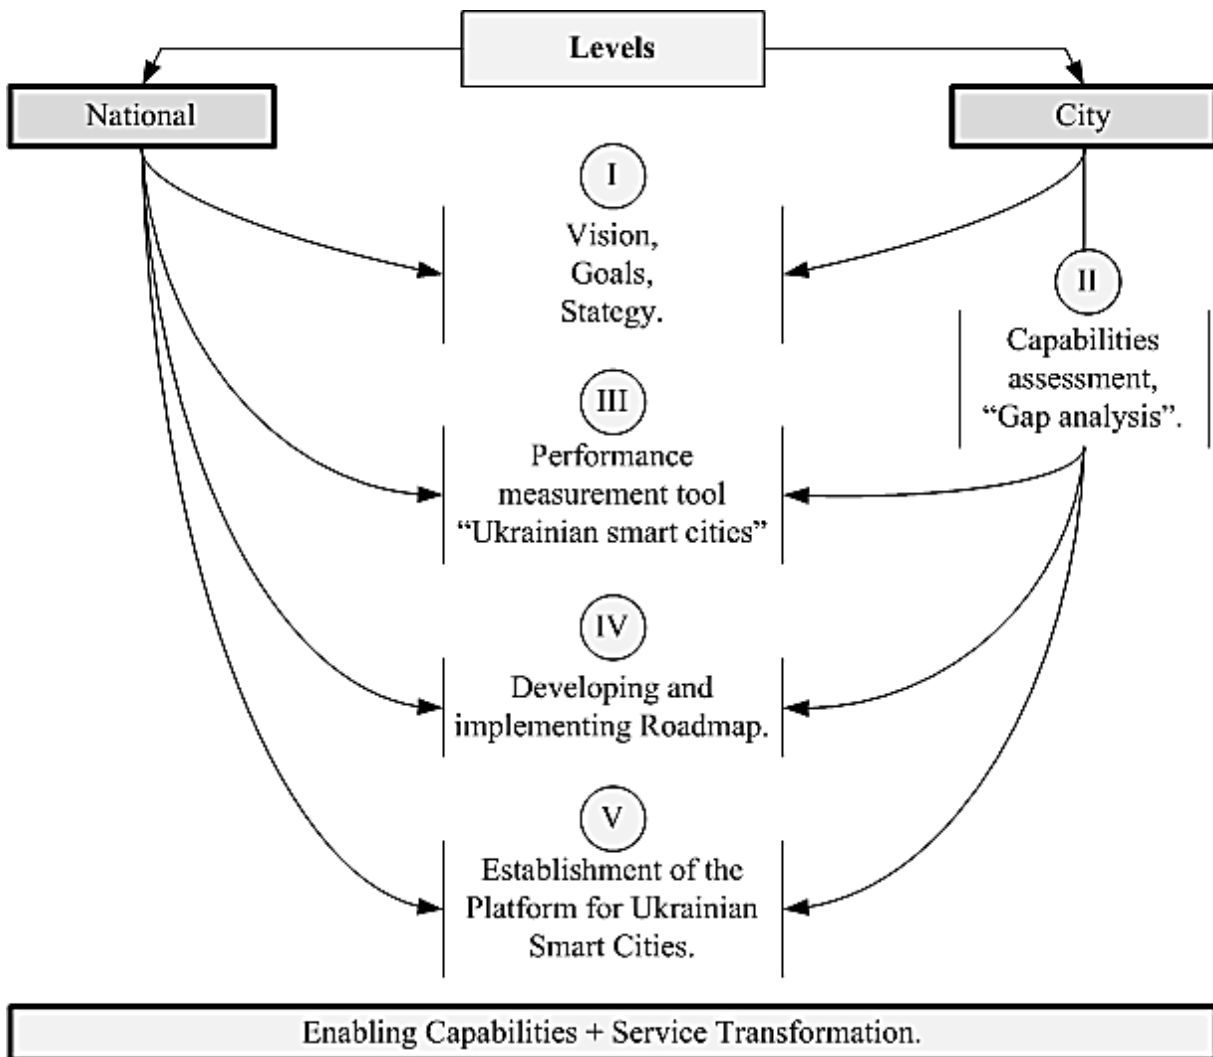 Levels
National
City
I
Vision,
Goals,
Stategy.
II
Capabilities
assessment,
“Gap analysis”.
III
Performance
measurement tool
“Ukrainian smart cities”
IV
Developing and
implementing Roadmap.
V
Establishment of the
Platform for Ukrainian
Smart Cities.
Enabling Capabilities + Service Transformation.